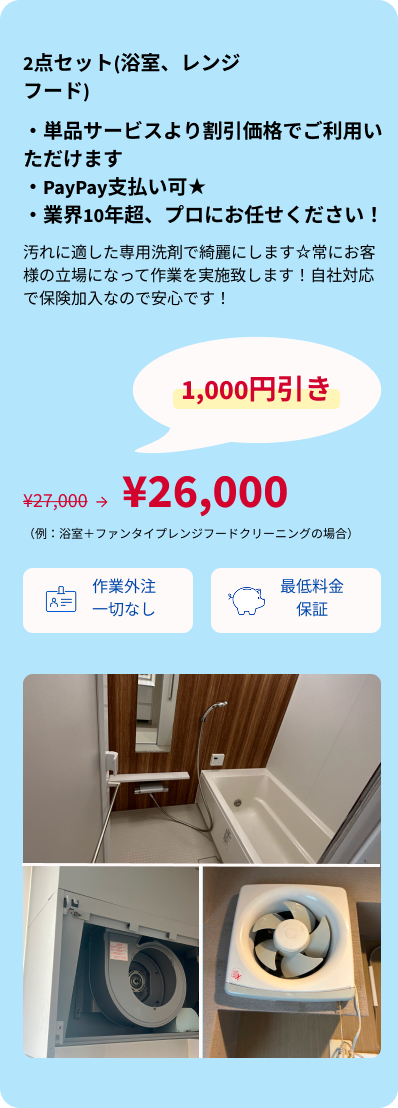 2点セット(浴室、レンジ
フード)
・単品サービスより割引価格でご利用い
ただけます
・PayPay支払い可★
・業界10年超、プロにお任せください！
汚れに適した専用洗剤で綺麗にします☆常にお客
様の立場になって作業を実施致します！自社対応
で保険加入なので安心です！
1,000円引き
¥27,000 → ¥26,000
（例：浴室＋ファンタイプレンジフードクリーニングの場合）
作業外注
一切なし
最低料金
保証